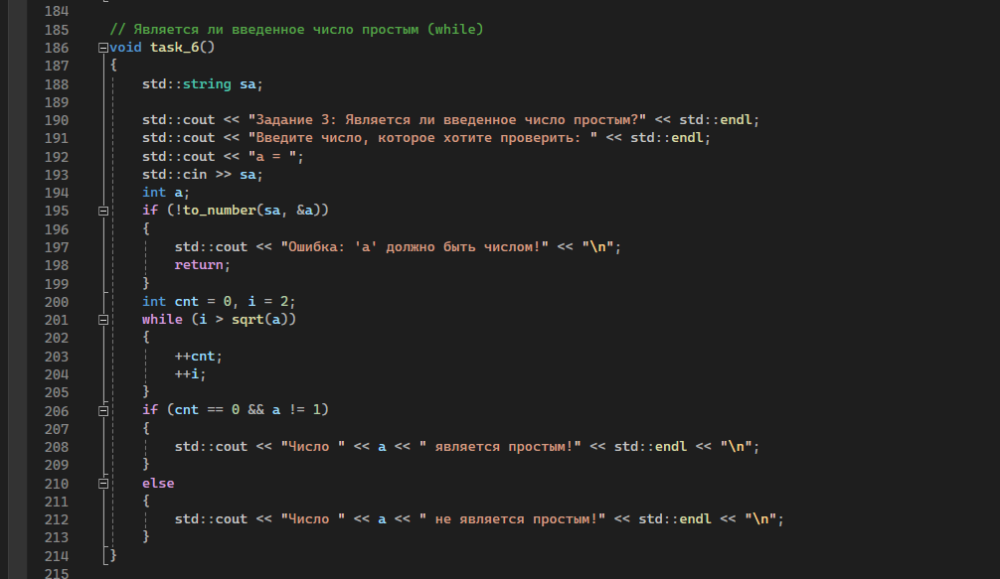 184
185 // Является ли введенное число простым (while)
186 void task_6()
187 {
188 std::string sa;
189
190 std::cout << "Задание 3: Является ли введенное число простым?" << std::endl;
191 std::cout << "Введите число, которое хотите проверить: " << std::endl;
192 std::cout << "a = ";
193 std::cin >> sa;
194 int a;
195 if (!to_number(sa, &a))
196 {
197 std::cout << "Ошибка: 'a' должно быть числом!" << "\n";
198 return;
199 }
200 int cnt = 0, i = 2;
201 while (i > sqrt(a))
202 {
203 ++cnt;
204 ++i;
205 }
206 if (cnt == 0 && a != 1)
207 {
208 std::cout << "Число " << a << " является простым!" << std::endl << "\n";
209 }
210 else
211 {
212 std::cout << "Число " << a << " не является простым!" << std::endl << "\n";
213 }
214 }
215